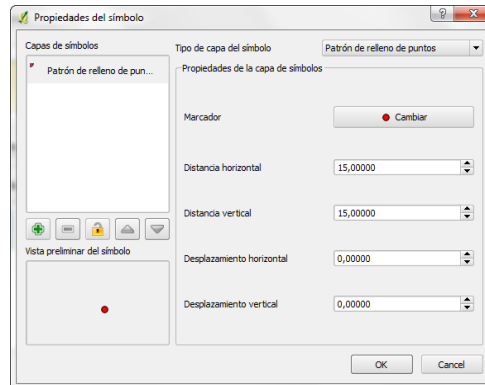 Propiedades del símbolo
Capas de símbolos
Patrón de relleno de pun...
Vista preliminar del símbolo
Tipo de capa del símbolo
Patrón de relleno de puntos
Propiedades de la capa de símbolos
Marcador
Cambiar
Distancia horizontal
15,00000
Distancia vertical
15,00000
Desplazamiento horizontal
0,00000
Desplazamiento vertical
0,00000
OK
Cancel